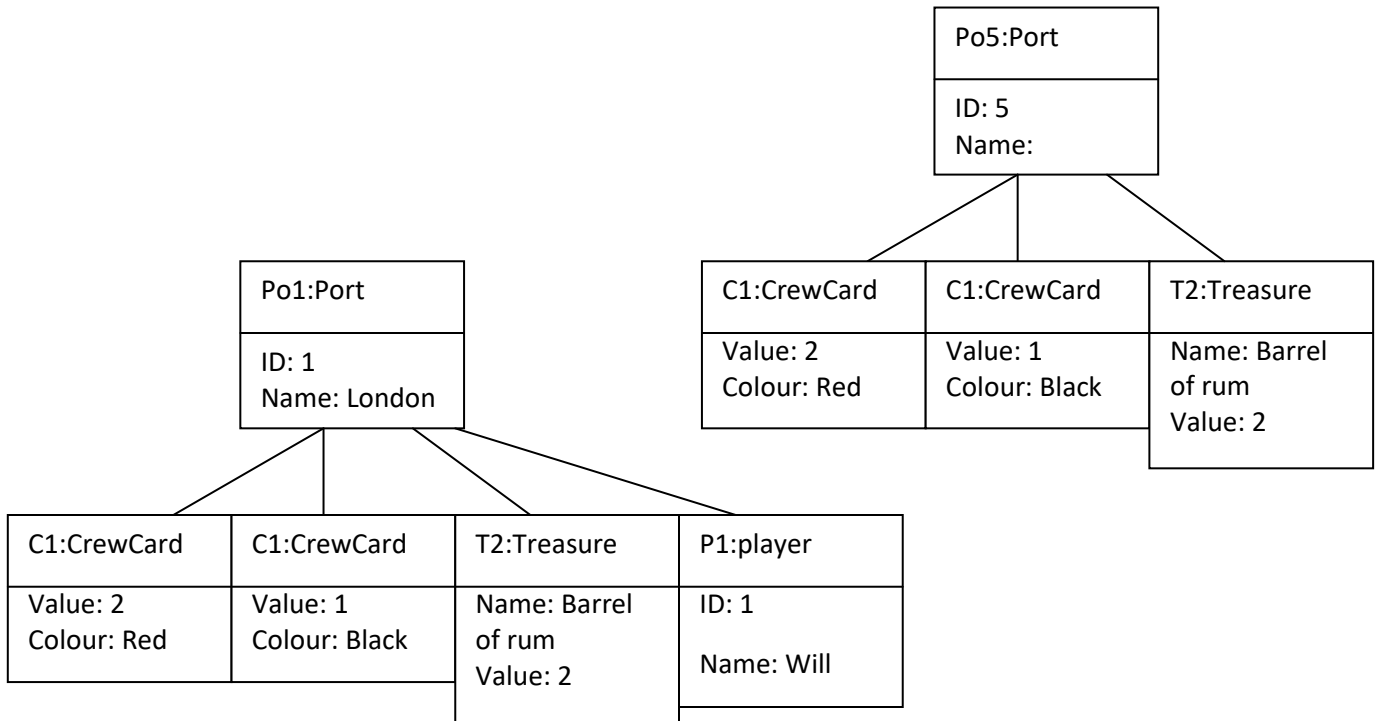 Po5:Port
ID: 5
Name:
C1:CrewCard
Value: 2
Colour: Red
C1:CrewCard
Value: 1
Colour: Black
T2:Treasure
Name: Barrel
of rum
Value: 2
Po1:Port
ID: 1
Name: London
C1:CrewCard
Value: 2
Colour: Red
C1:CrewCard
Value: 1
Colour: Black
T2:Treasure
Name: Barrel
of rum
Value: 2
P1:player
ID: 1
Name: Will